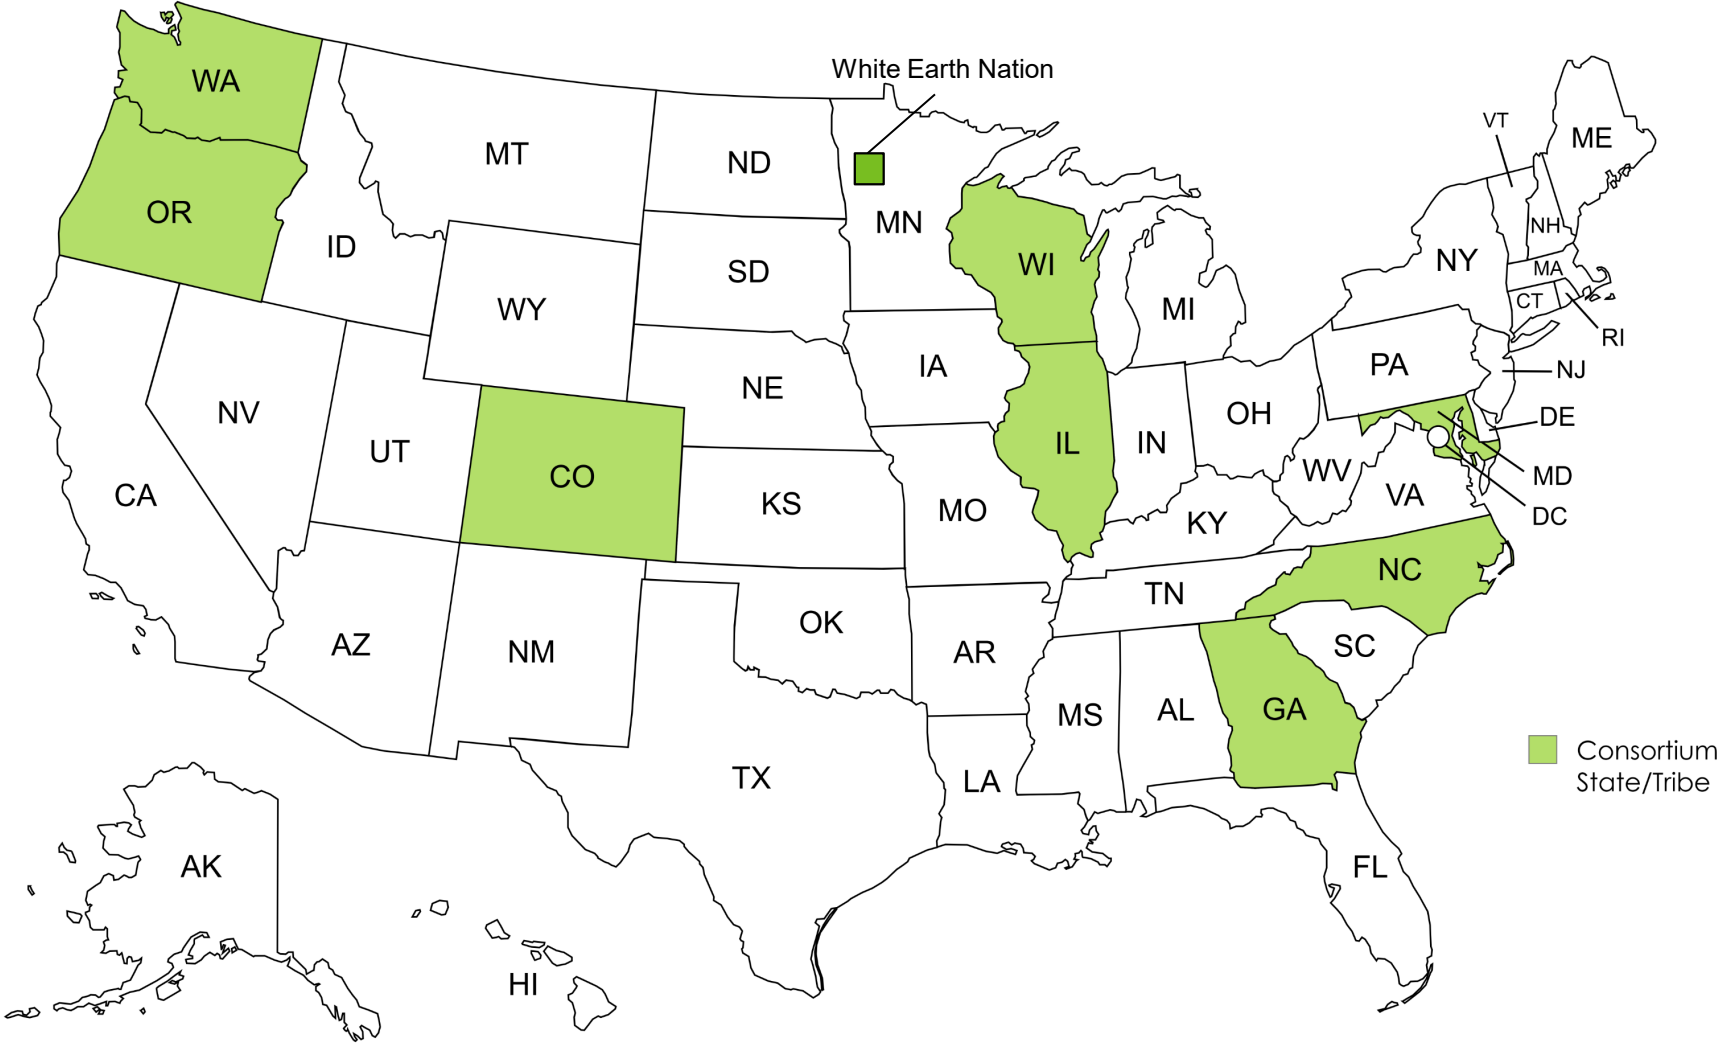 WA
White Earth Nation
VT
ME
MT
ND
OR
MN
NH
ID
NY
WI
SD
MA
WY
MI
CT
RI
IA
PA
NJ
NE
NV
OH
DE
UT
IL
IN
CO
WV
MD
CA
KS
VA
MO
DC
KY
NC
TN
OK
AZ
NM
AR
SC
MS
AL
GA
Consortium
State/Tribe
TX
LA
AK
FL
HI